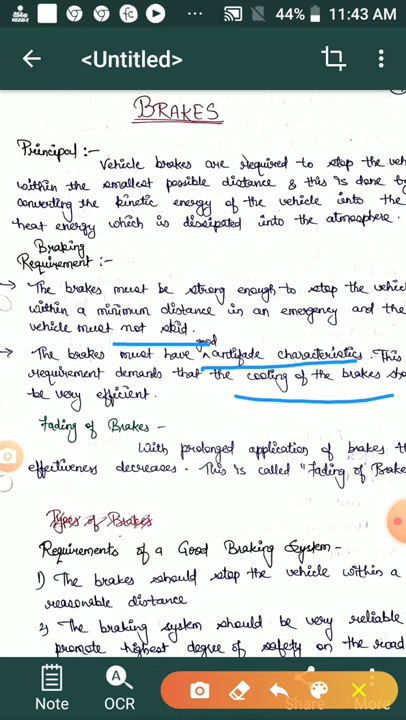 44% 11:43 AM
<Untitled>
BRAKES
Principal :-
Vehicle brakes are required to stop the veh
within the smallest possible distance & this is done by
converting the kinetic energy of the vehicle into the
heat energy which is dissipated into the atmosphere.
Braking
Requirement :-
→ The brakes must be strong enough to stop the vehic
within a minimum distance in an emergency and the
vehicle must not skid.
good
→ The brakes must have ^ antifade characteristics. This
requirement demands that the cooling of the brakes sho
be very efficient.
Fading of Brakes -
With prolonged application of brakes th
effectiveness decreases. This is called "Fading of Brake
Types of Brakes
Requirements of a Good Braking System -
1) The brakes should stop the vehicle within a
reasonable distance
2) The braking system should be very reliable
promote highest degree of safety on the road
Note OCR Share More